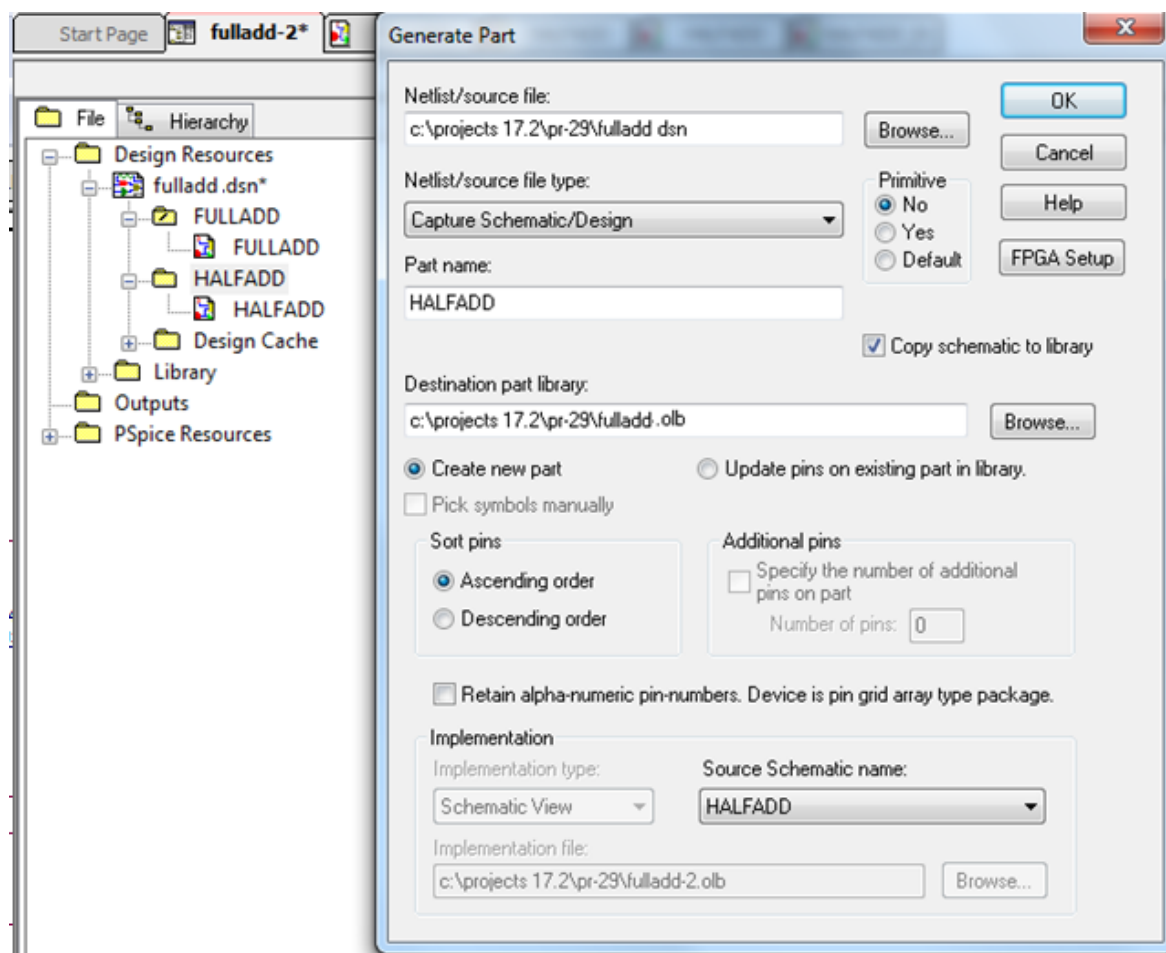 Start Page
fulladd-2*
File
Hierarchy
Design Resources
fulladd.dsn*
FULLADD
FULLADD
HALFADD
HALFADD
Design Cache
Library
Outputs
PSpice Resources
Generate Part
Netlist/source file:
c:\projects 17.2\pr-29\fulladd dsn
Browse...
OK
Cancel
Help
FPGA Setup
Netlist/source file type:
Capture Schematic/Design
Primitive
No
Yes
Default
Part name:
HALFADD
Copy schematic to library
Destination part library:
c:\projects 17.2\pr-29\fulladd-.olb
Browse...
Create new part
Update pins on existing part in library.
Pick symbols manually
Sort pins
Ascending order
Descending order
Additional pins
Specify the number of additional
pins on part
Number of pins: 0
Retain alpha-numeric pin-numbers. Device is pin grid array type package.
Implementation
Implementation type:
Schematic View
Source Schematic name:
HALFADD
Implementation file:
c:\projects 17.2\pr-29\fulladd-2.olb
Browse...